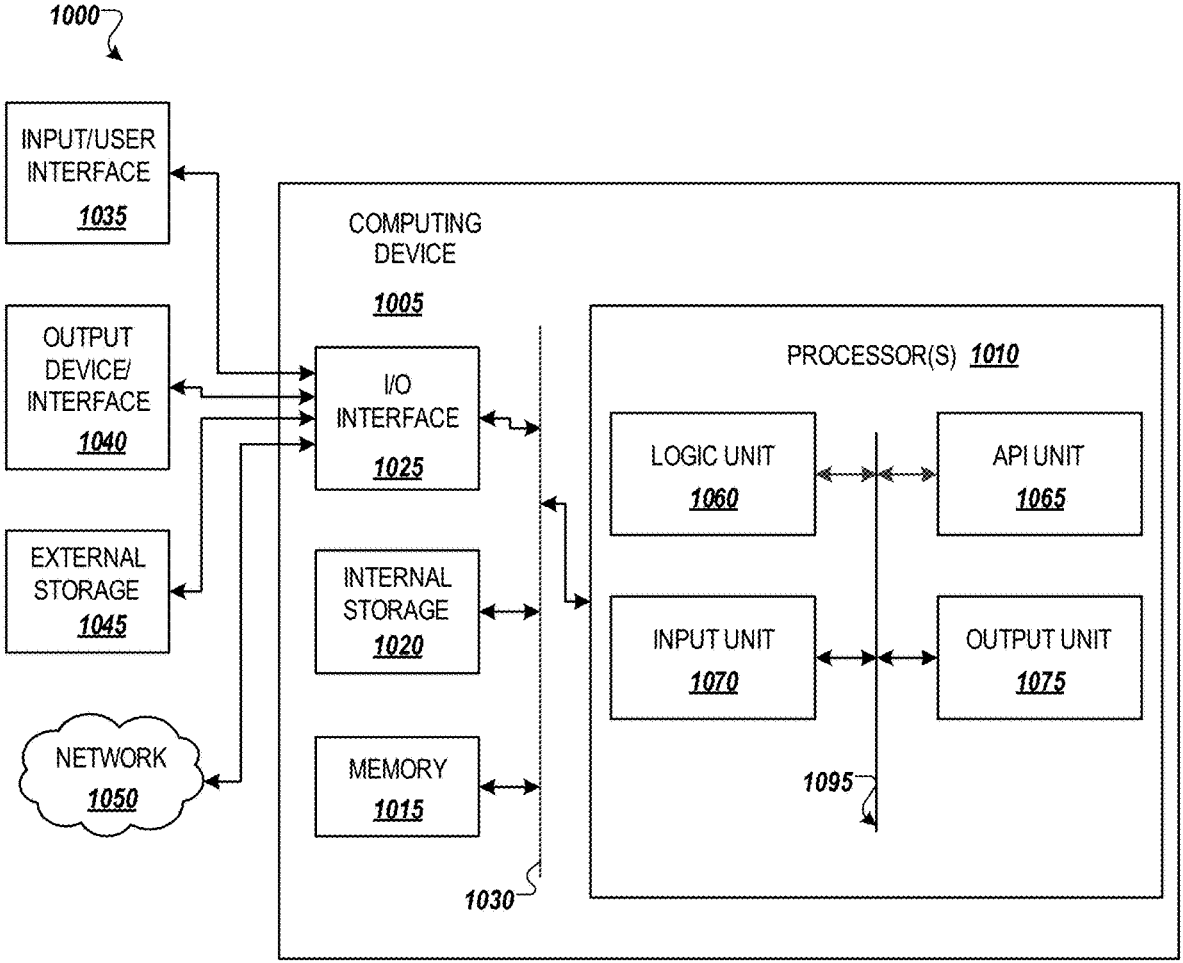 1000
INPUT/USER
INTERFACE
1035
OUTPUT
DEVICE/
INTERFACE
1040
EXTERNAL
STORAGE
1045
NETWORK
1050
COMPUTING
DEVICE
1005
I/O
INTERFACE
1025
INTERNAL
STORAGE
1020
MEMORY
1015
1030
PROCESSOR(S) 1010
LOGIC UNIT
1060
API UNIT
1065
INPUT UNIT
1070
OUTPUT UNIT
1075
1095